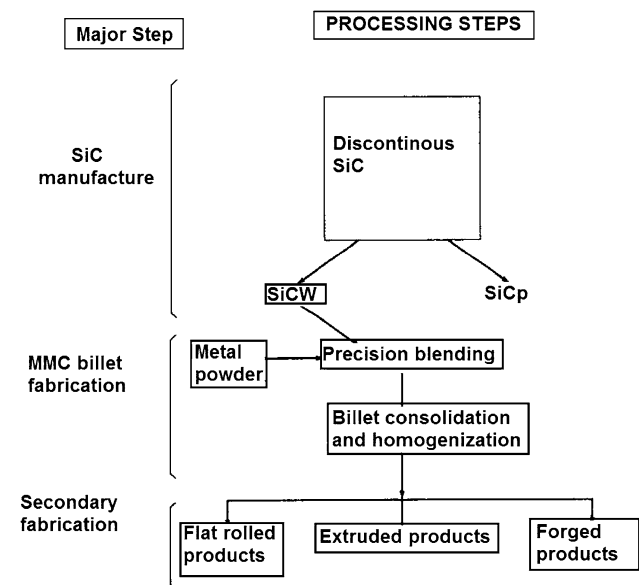 Major Step
PROCESSING STEPS
SiC
manufacture
Discontinous
SiC
SiCW
SiCp
MMC billet
fabrication
Metal
powder
Precision blending
Billet consolidation
and homogenization
Secondary
fabrication
Flat rolled
products
Extruded products
Forged
products